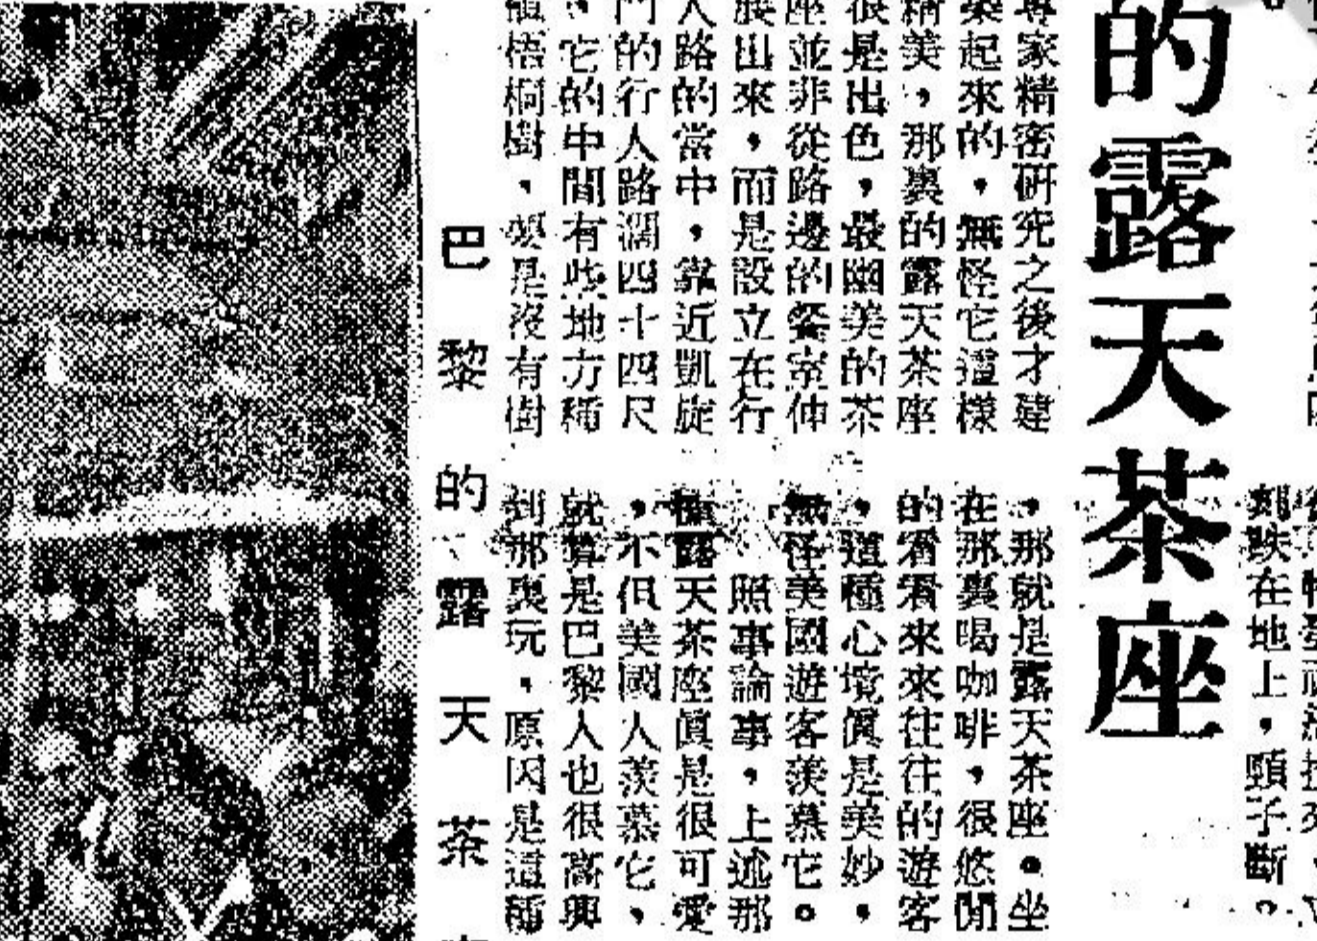 的露天茶座
專家精密研究之後才建
築起來的，無怪它這樣
精美，那裏的露天茶座
很是出色，最幽美的茶
座並非從路邊的餐室伸
展出來，而是設立在行
人路的當中，靠近凱旋
門的行人路濶四十四尺
，它的中間有些地方種
植梧桐樹，要是沒有樹
，那就是露天茶座。坐
在那裏喝咖啡，很悠閒
的看看來來往往的遊客
，這種心境眞是美妙，
無怪美國遊客羨慕它。
照事論事，上述那
種露天茶座眞是很可愛
，不但美國人羨慕它，
就算是巴黎人也很高興
到那裏玩，原因是這種
巴黎的露天茶
刻跌在地上，頸子斷。